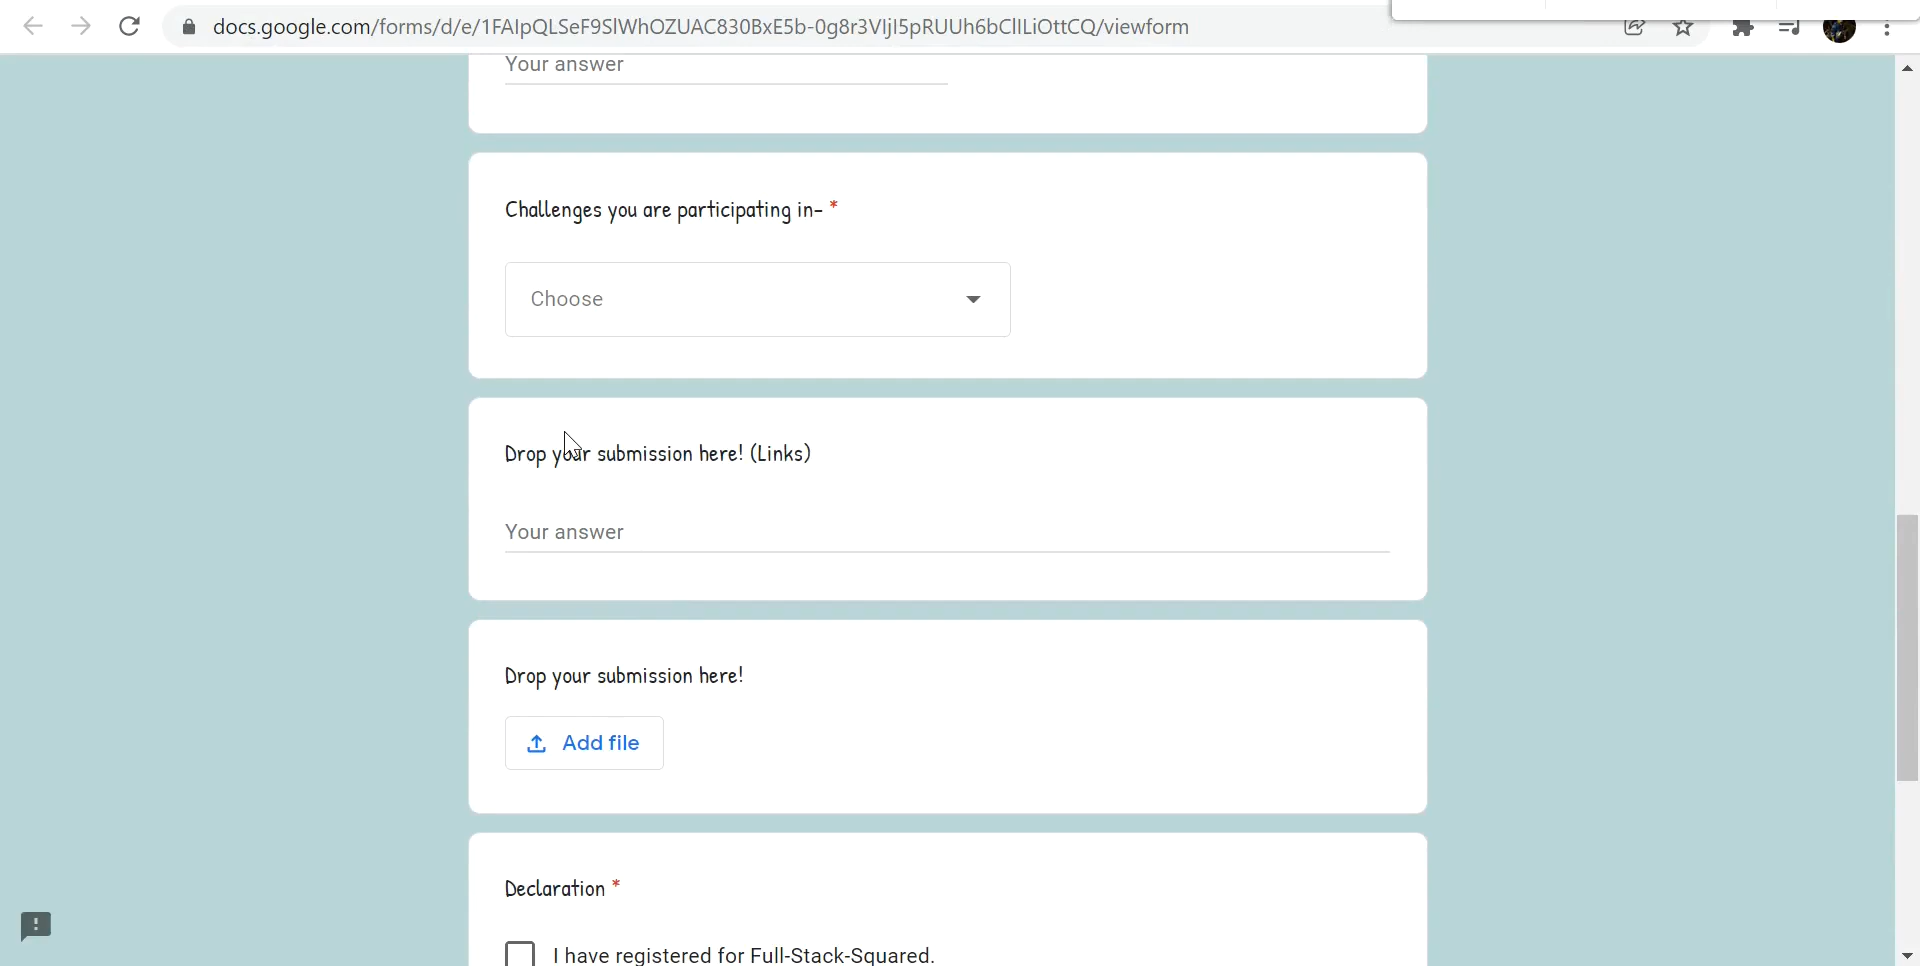 docs.google.com/forms/d/e/1FAIpQLSeF9SlWhOZUAC830BxE5b-0g8r3VIjI5pRUUh6bClILiOttCQ/viewform
Your answer
Challenges you are participating in- *
Choose
Drop your submission here! (Links)
Your answer
Drop your submission here!
Add file
Declaration *
I have registered for Full-Stack-Squared.